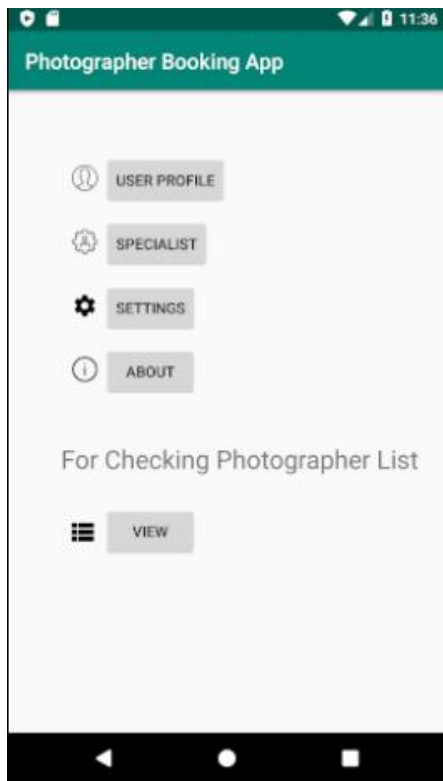 11:36
Photographer Booking App
USER PROFILE
SPECIALIST
SETTINGS
ABOUT
For Checking Photographer List
VIEW